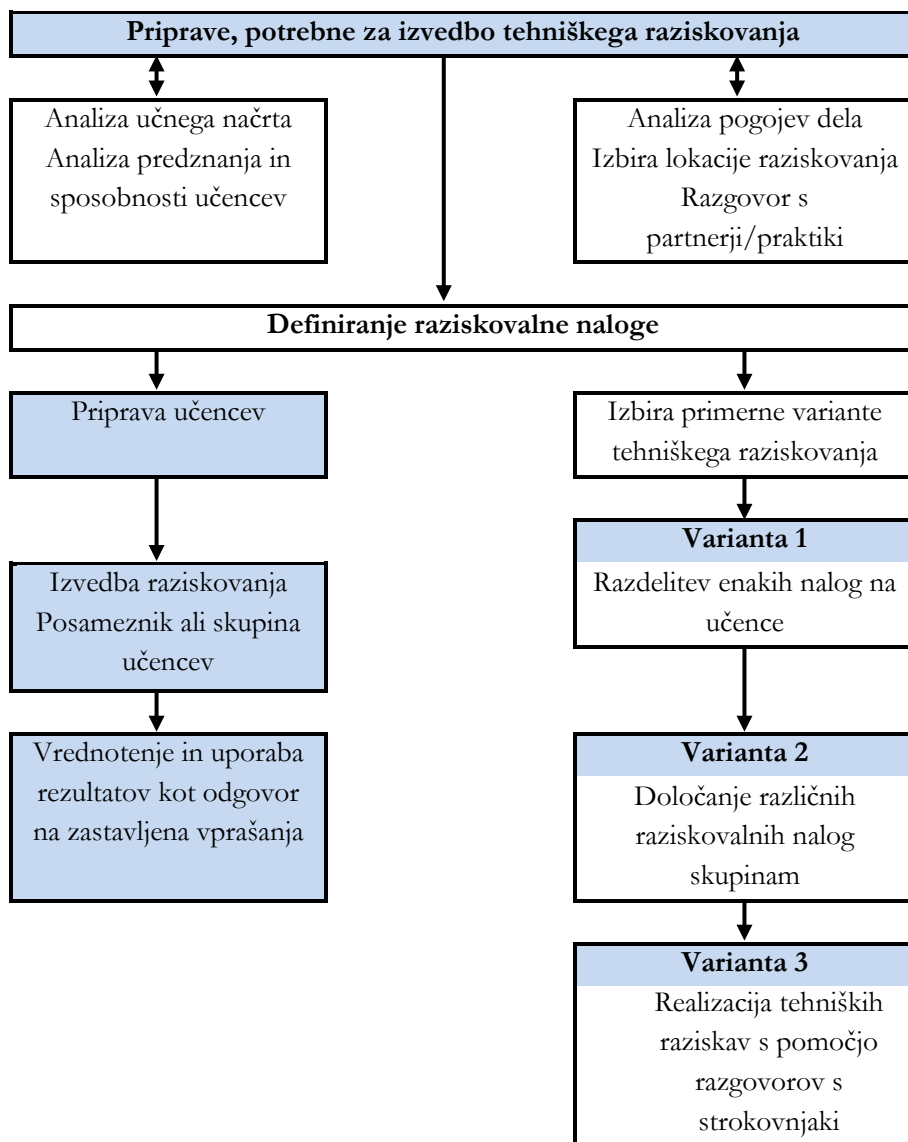 Priprave, potrebne za izvedbo tehniškega raziskovanja
Analiza učnega načrta
Analiza predznanja in
sposobnosti učencev
Analiza pogojev dela
Izbira lokacije raziskovanja
Razgovor s
partnerji/praktiki
Definiranje raziskovalne naloge
Priprava učencev
Izvedba raziskovanja
Posameznik ali skupina
učencev
Vrednotenje in uporaba
rezultatov kot odgovor
na zastavljena vprašanja
Izbira primerne variante
tehniškega raziskovanja
Varianta 1
Razdelitev enakih nalog na
učence
Varianta 2
Določanje različnih
raziskovalnih nalog
skupinam
Varianta 3
Realizacija tehniških
raziskav s pomočjo
razgovorov s
strokovnjaki